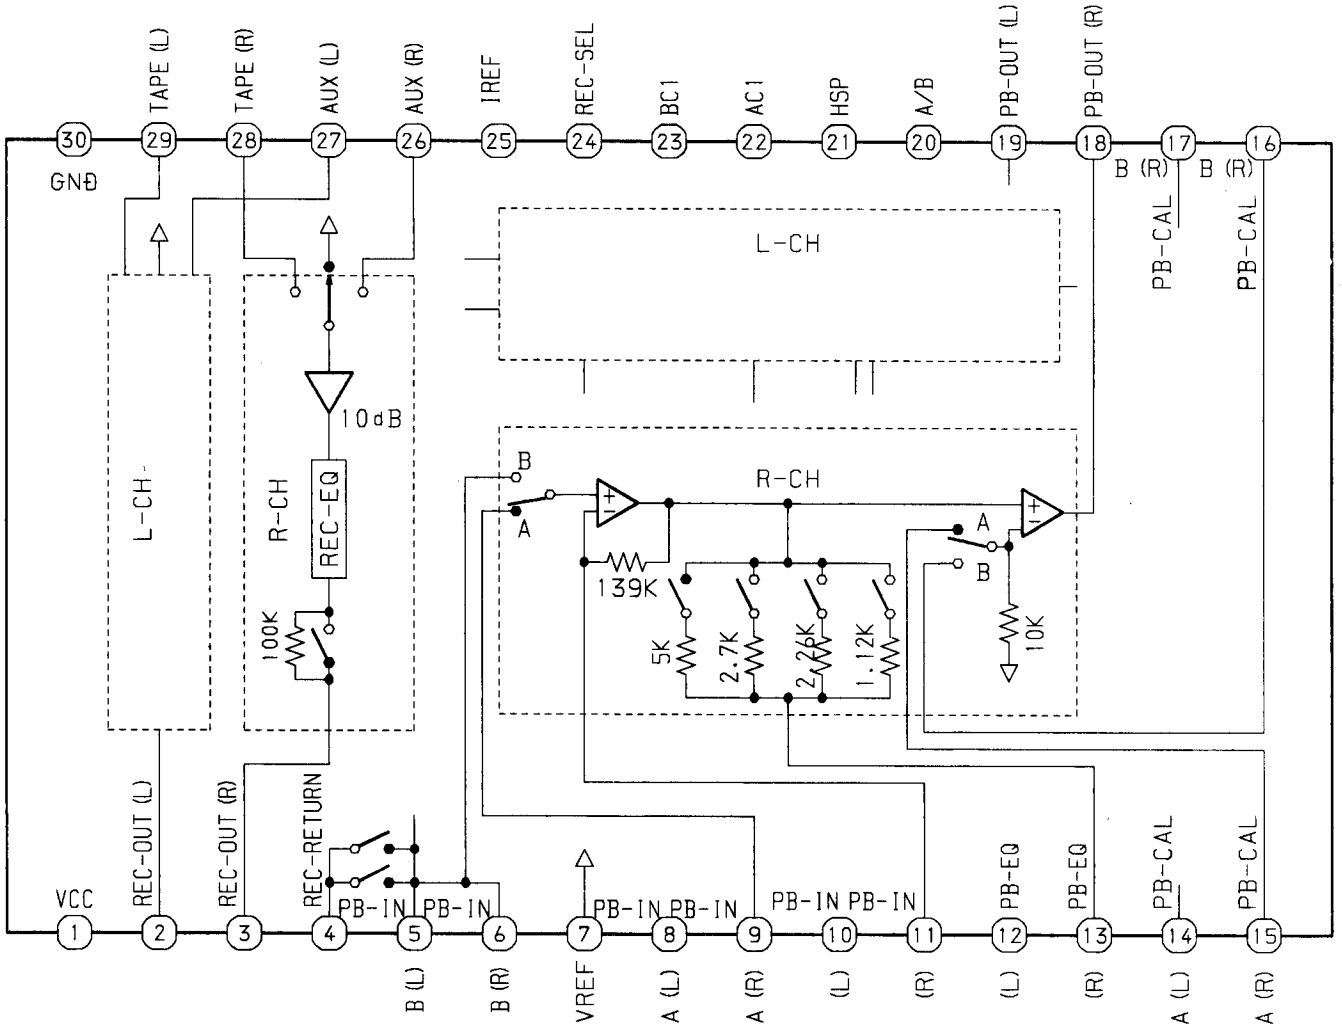 TAPE (L)
TAPE (R)
AUX (L)
AUX (R)
IREF
REC-SEL
BC1
AC1
HSP
A/B
PB-OUT (L)
PB-OUT (R)
30
29
28
27
26
25
24
23
22
21
20
19
18
17
16
GND
B (R)
B (R)
PB-CAL
PB-CAL
L-CH
10dB
L-CH
R-CH
REC-EQ
100K
B
A
+
-
R-CH
139K
5K
2.7K
2.26K
1.12K
A
B
+
-
10K
VCC
REC-OUT (L)
REC-OUT (R)
REC-RETURN
PB-IN
PB-IN
PB-IN
PB-IN
PB-IN
PB-IN
PB-EQ
PB-EQ
PB-CAL
PB-CAL
1
2
3
4
5
6
7
8
9
10
11
12
13
14
15
B (L)
B (R)
VREF
A (L)
A (R)
(L)
(R)
(L)
(R)
A (L)
A (R)